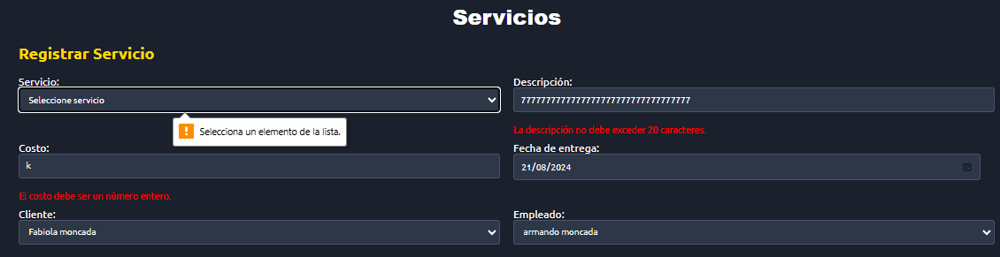 Servicios
Registrar Servicio
Servicio:
Descripción:
Seleccione servicio
7777777777777777777777777777777777
Selecciona un elemento de la lista.
La descripción no debe exceder 20 caracteres.
Costo:
Fecha de entrega:
k
21/08/2024
El costo debe ser un número entero.
Cliente:
Empleado:
Fabiola moncada
armando moncada